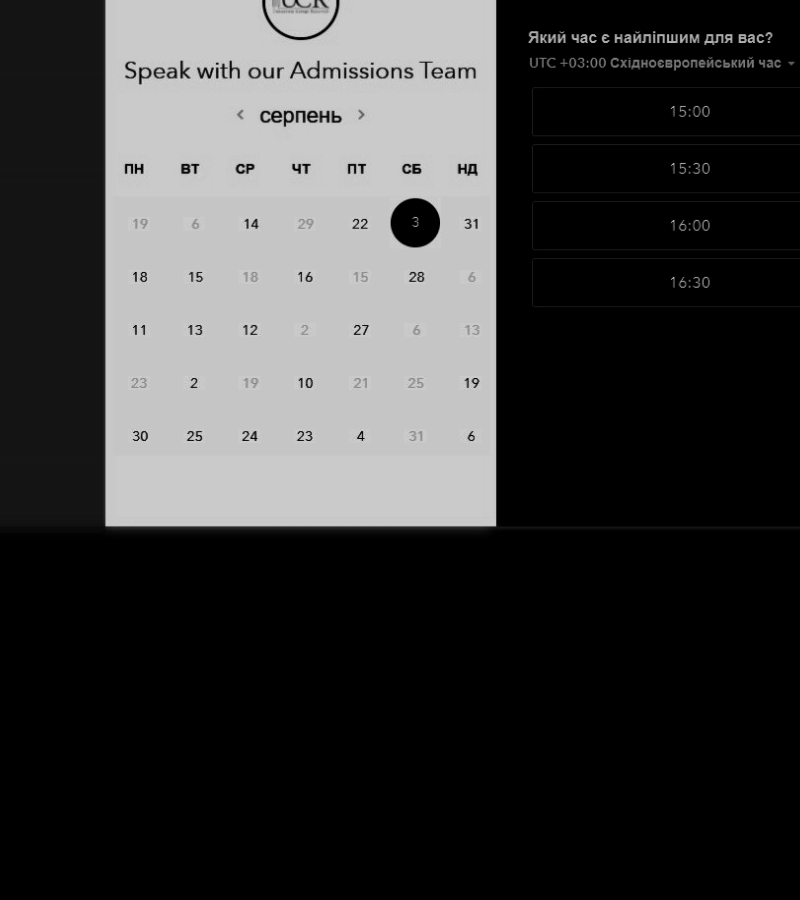 UCR
Speak with our Admissions Team
< серпень >
ПН ВТ СР ЧТ ПТ СБ НД
19 6 14 29 22 3 31
18 15 18 16 15 28 6
11 13 12 2 27 6 13
23 2 19 10 21 25 19
30 25 24 23 4 31 6
Який час є найліпшим для вас?
UTC +03:00 Східноєвропейський час
15:00
15:30
16:00
16:30